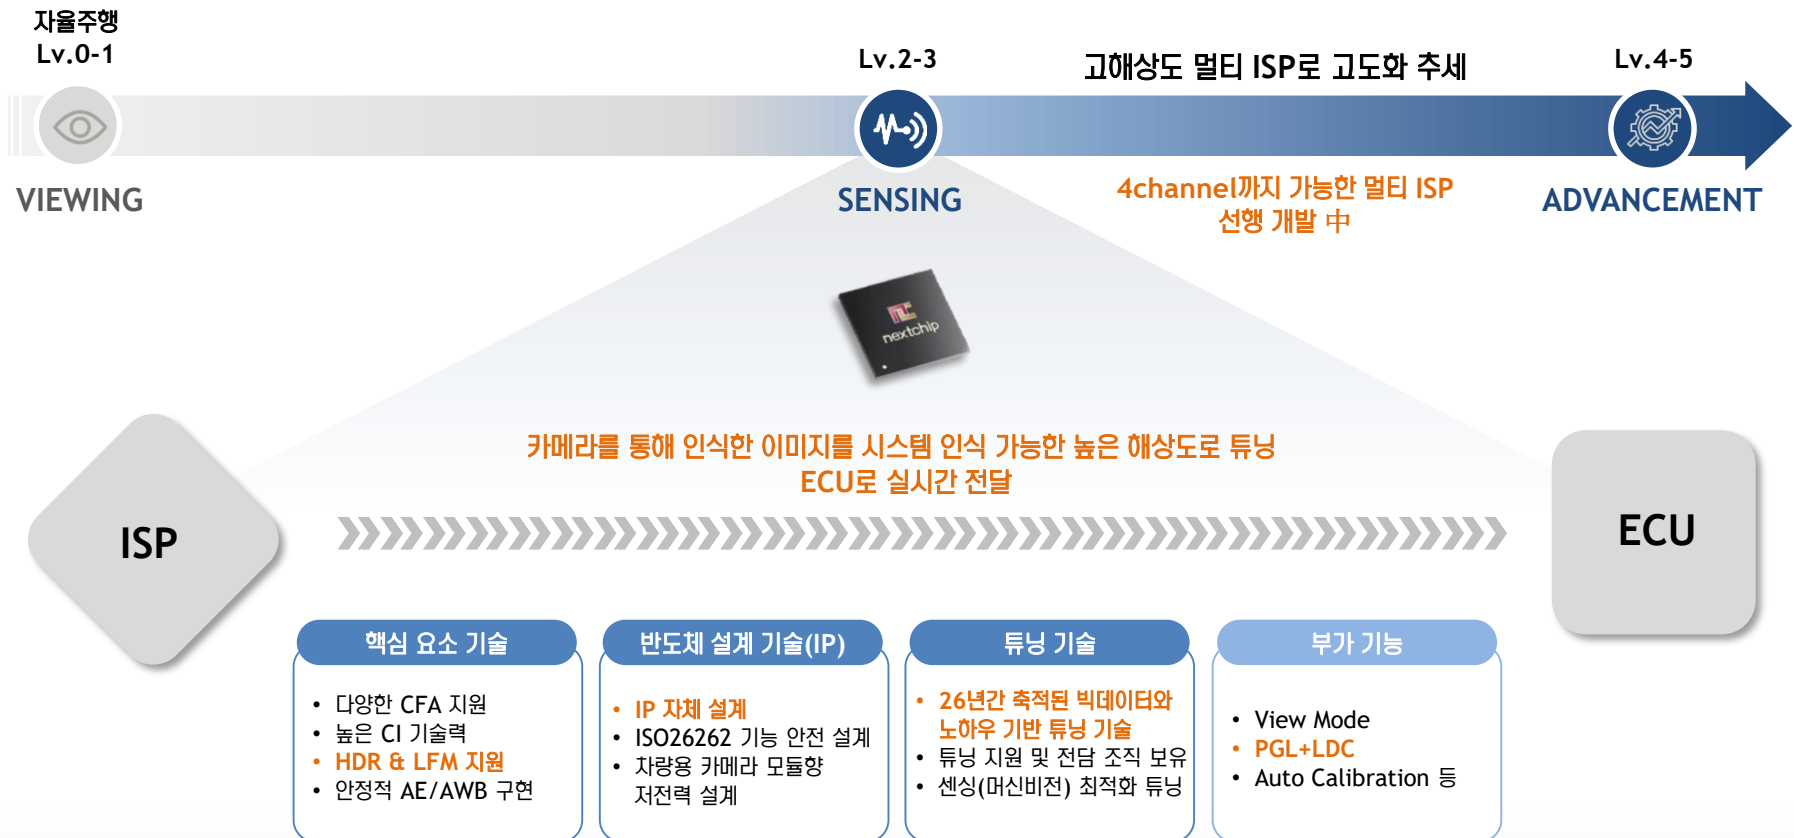 자율주행
Lv.0-1
Lv.2-3
고해상도 멀티 ISP로 고도화 추세
Lv.4-5
VIEWING
SENSING
4channel까지 가능한 멀티 ISP
선행 개발 中
ADVANCEMENT
nextchip
카메라를 통해 인식한 이미지를 시스템 인식 가능한 높은 해상도로 튜닝
ECU로 실시간 전달
ISP
ECU
핵심 요소 기술
• 다양한 CFA 지원
• 높은 CI 기술력
• HDR & LFM 지원
• 안정적 AE/AWB 구현
반도체 설계 기술(IP)
• IP 자체 설계
• ISO26262 기능 안전 설계
• 차량용 카메라 모듈향
저전력 설계
튜닝 기술
• 26년간 축적된 빅데이터와
노하우 기반 튜닝 기술
• 튜닝 지원 및 전담 조직 보유
• 센싱(머신비전) 최적화 튜닝
부가 기능
• View Mode
• PGL+LDC
• Auto Calibration 등